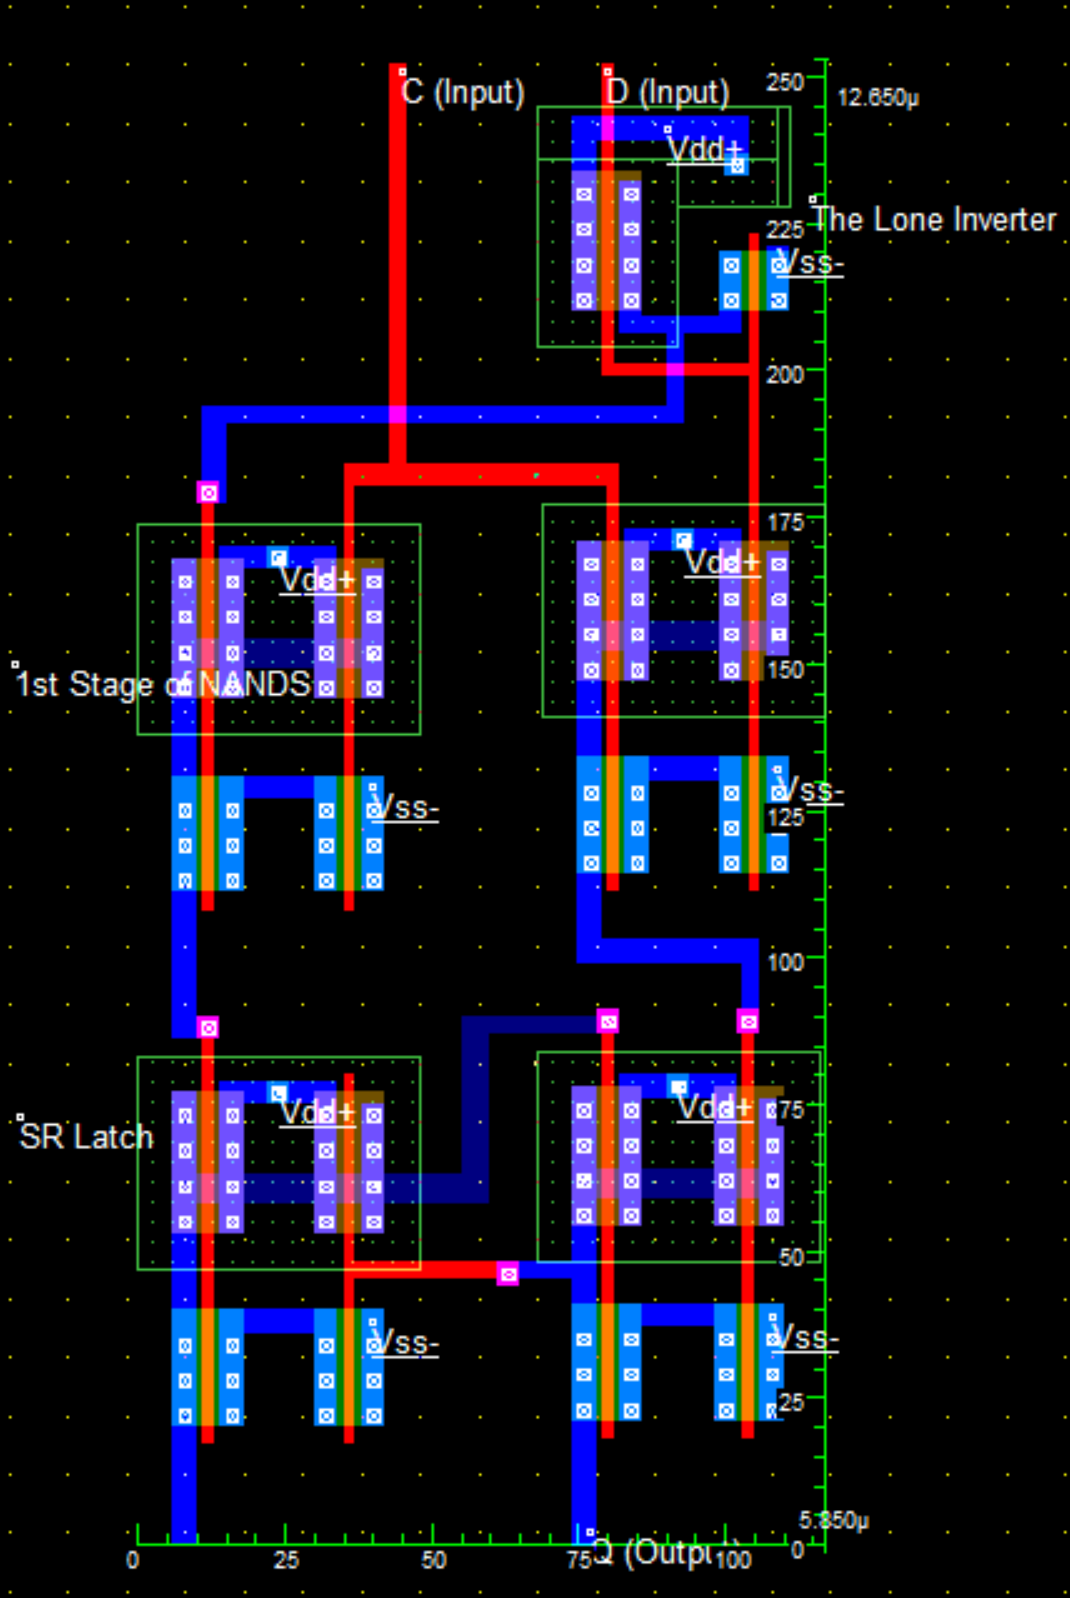 C (Input)
D (Input)
250
12.650µ
Vdd+
The Lone Inverter
225
Vss-
200
175
Vdd+
Vdd+
150
1st Stage of NANDS
Vss-
Vss-
125
100
Vdd+
Vdd+
75
SR Latch
50
Vss-
Vss-
25
5.850µ
0
25
50
75
100
0